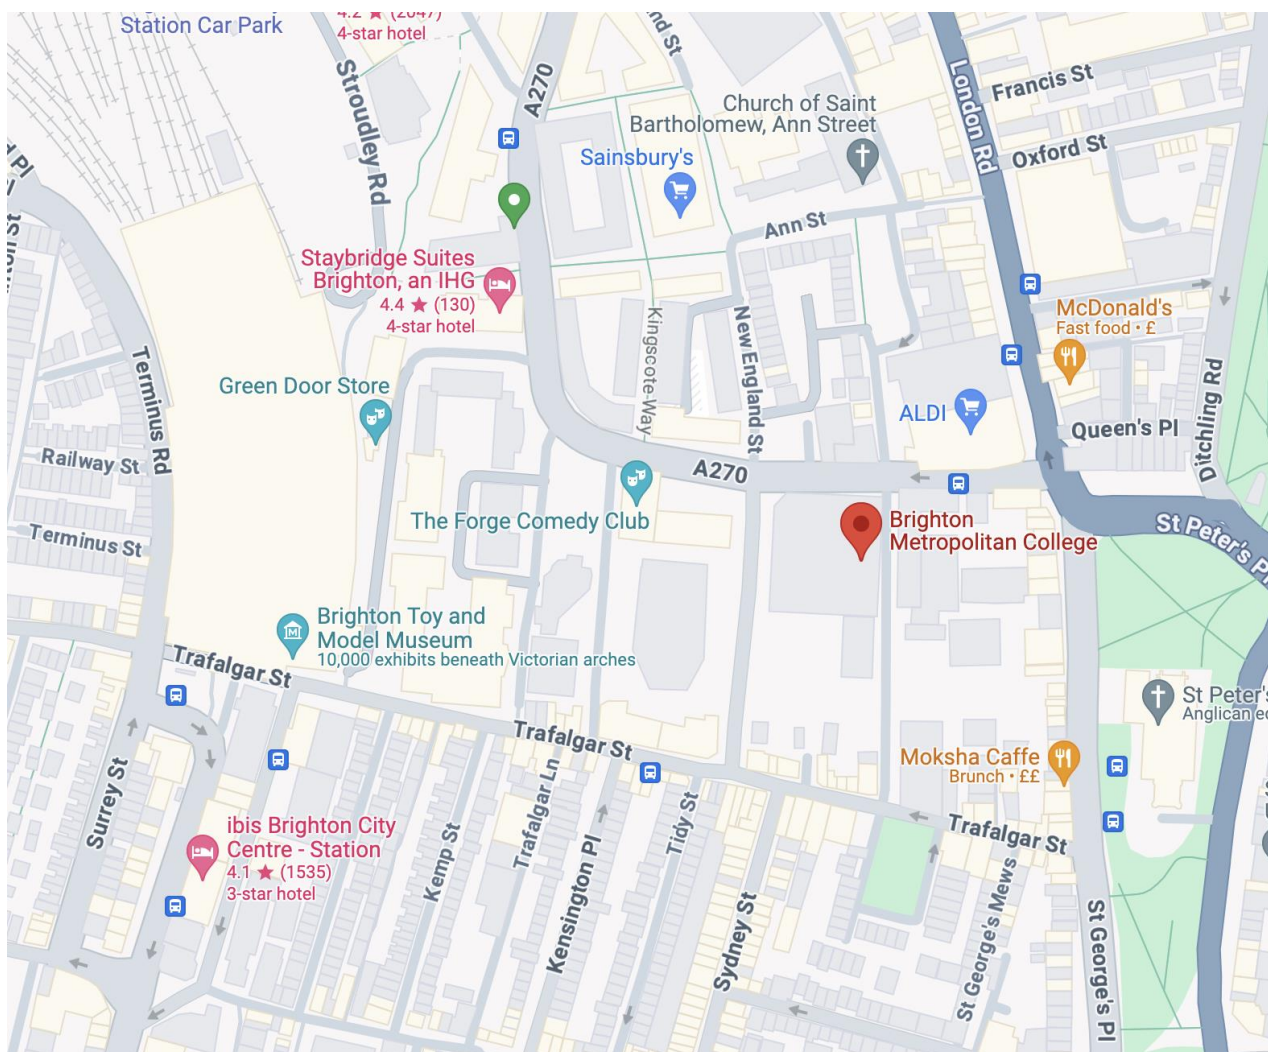 Station Car Park
4.2 ★ (2047)
4-star hotel
Stroudley Rd
A270
nd St
London Rd
Francis St
Oxford St
Church of Saint
Bartholomew, Ann Street
Sainsbury's
Ann St
d Pl
Staybridge Suites
Brighton, an IHG
4.4 ★ (130)
4-star hotel
Kingscote Way
New England St
McDonald's
Fast food • £
Terminus Rd
Green Door Store
ALDI
Queen's Pl
Ditchling Rd
Railway St
A270
The Forge Comedy Club
Brighton
Metropolitan College
St Peter's Pl
Terminus St
Brighton Toy and
Model Museum
10,000 exhibits beneath Victorian arches
Trafalgar St
St Peter's
Anglican
Trafalgar St
Moksha Caffe
Brunch • ££
Surrey St
ibis Brighton City
Centre - Station
4.1 ★ (1535)
3-star hotel
Kemp St
Trafalgar Ln
Kensington Pl
Tidy St
Sydney St
Trafalgar St
St George's Mews
St George's Pl